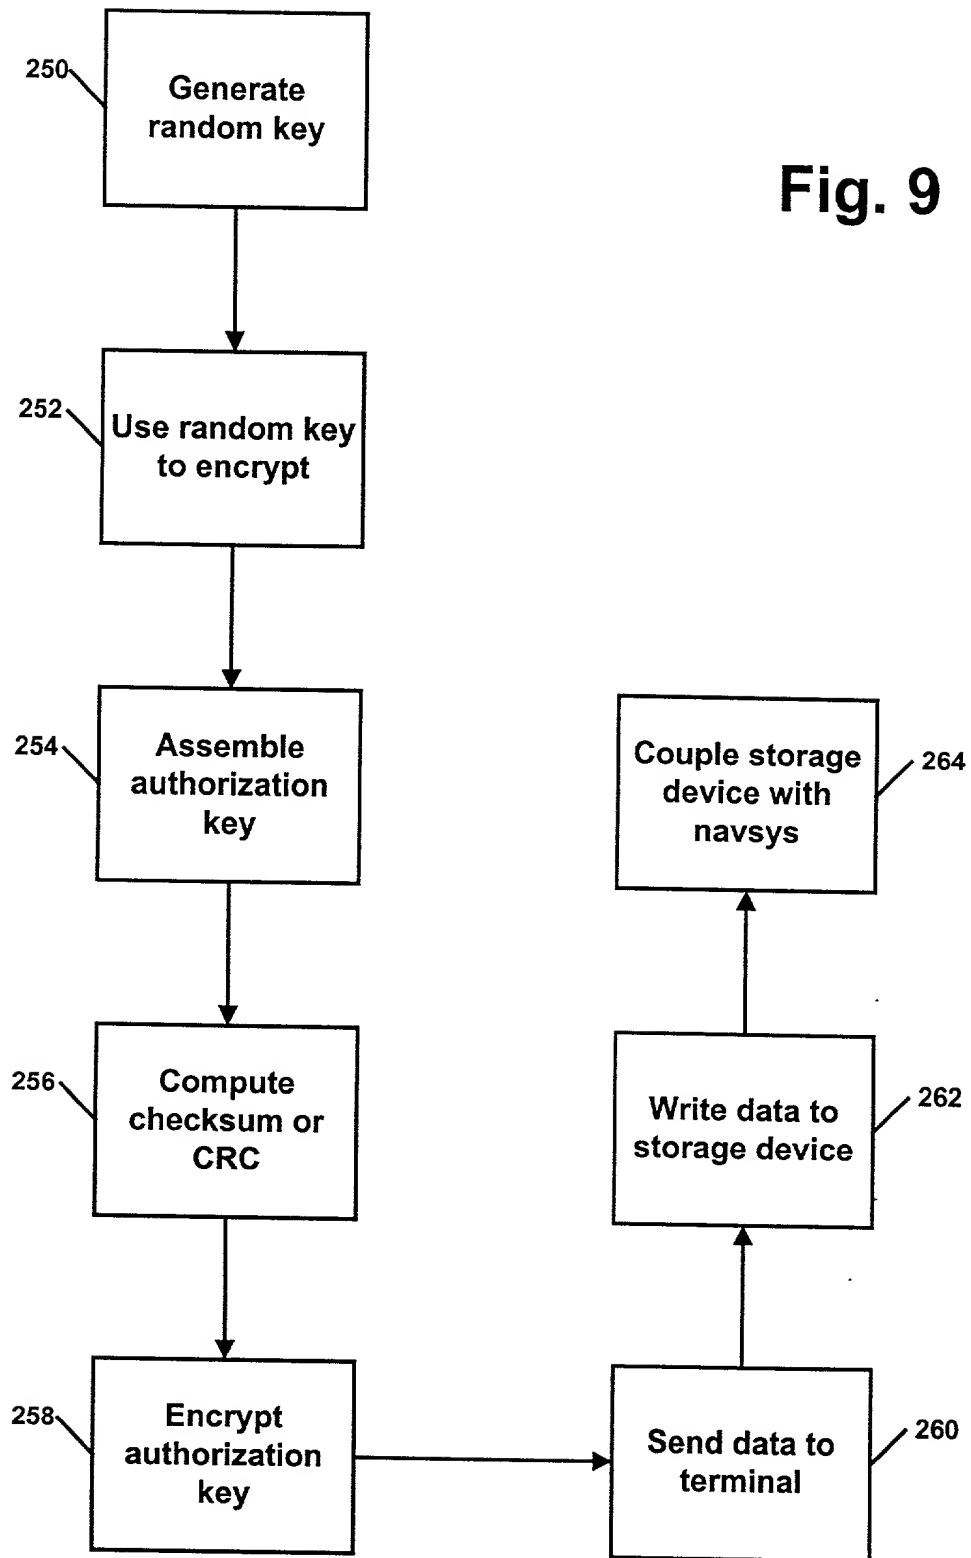 250
Generate
random key
Fig. 9
252
Use random key
to encrypt
254
Assemble
authorization
key
256
Compute
checksum or
CRC
258
Encrypt
authorization
key
Couple storage
device with
navsys
264
Write data to
storage device
262
Send data to
terminal
260